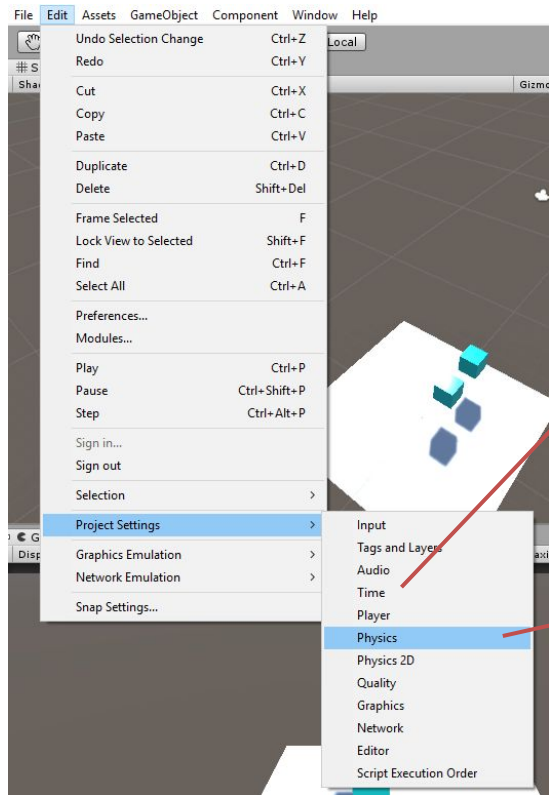 File Edit Assets GameObject Component Window Help
Undo Selection Change Ctrl+Z
Local
Redo Ctrl+Y
# S
Sha
Gizmo
Cut Ctrl+X
Copy Ctrl+C
Paste Ctrl+V
Duplicate Ctrl+D
Delete Shift+Del
Frame Selected F
Lock View to Selected Shift+F
Find Ctrl+F
Select All Ctrl+A
Preferences...
Modules...
Play Ctrl+P
Pause Ctrl+Shift+P
Step Ctrl+Alt+P
Sign in...
Sign out
Selection >
Project Settings >
Graphics Emulation >
Network Emulation >
Snap Settings...
G
Disp
axi
Input
Tags and Layers
Audio
Time
Player
Physics
Physics 2D
Quality
Graphics
Network
Editor
Script Execution Order